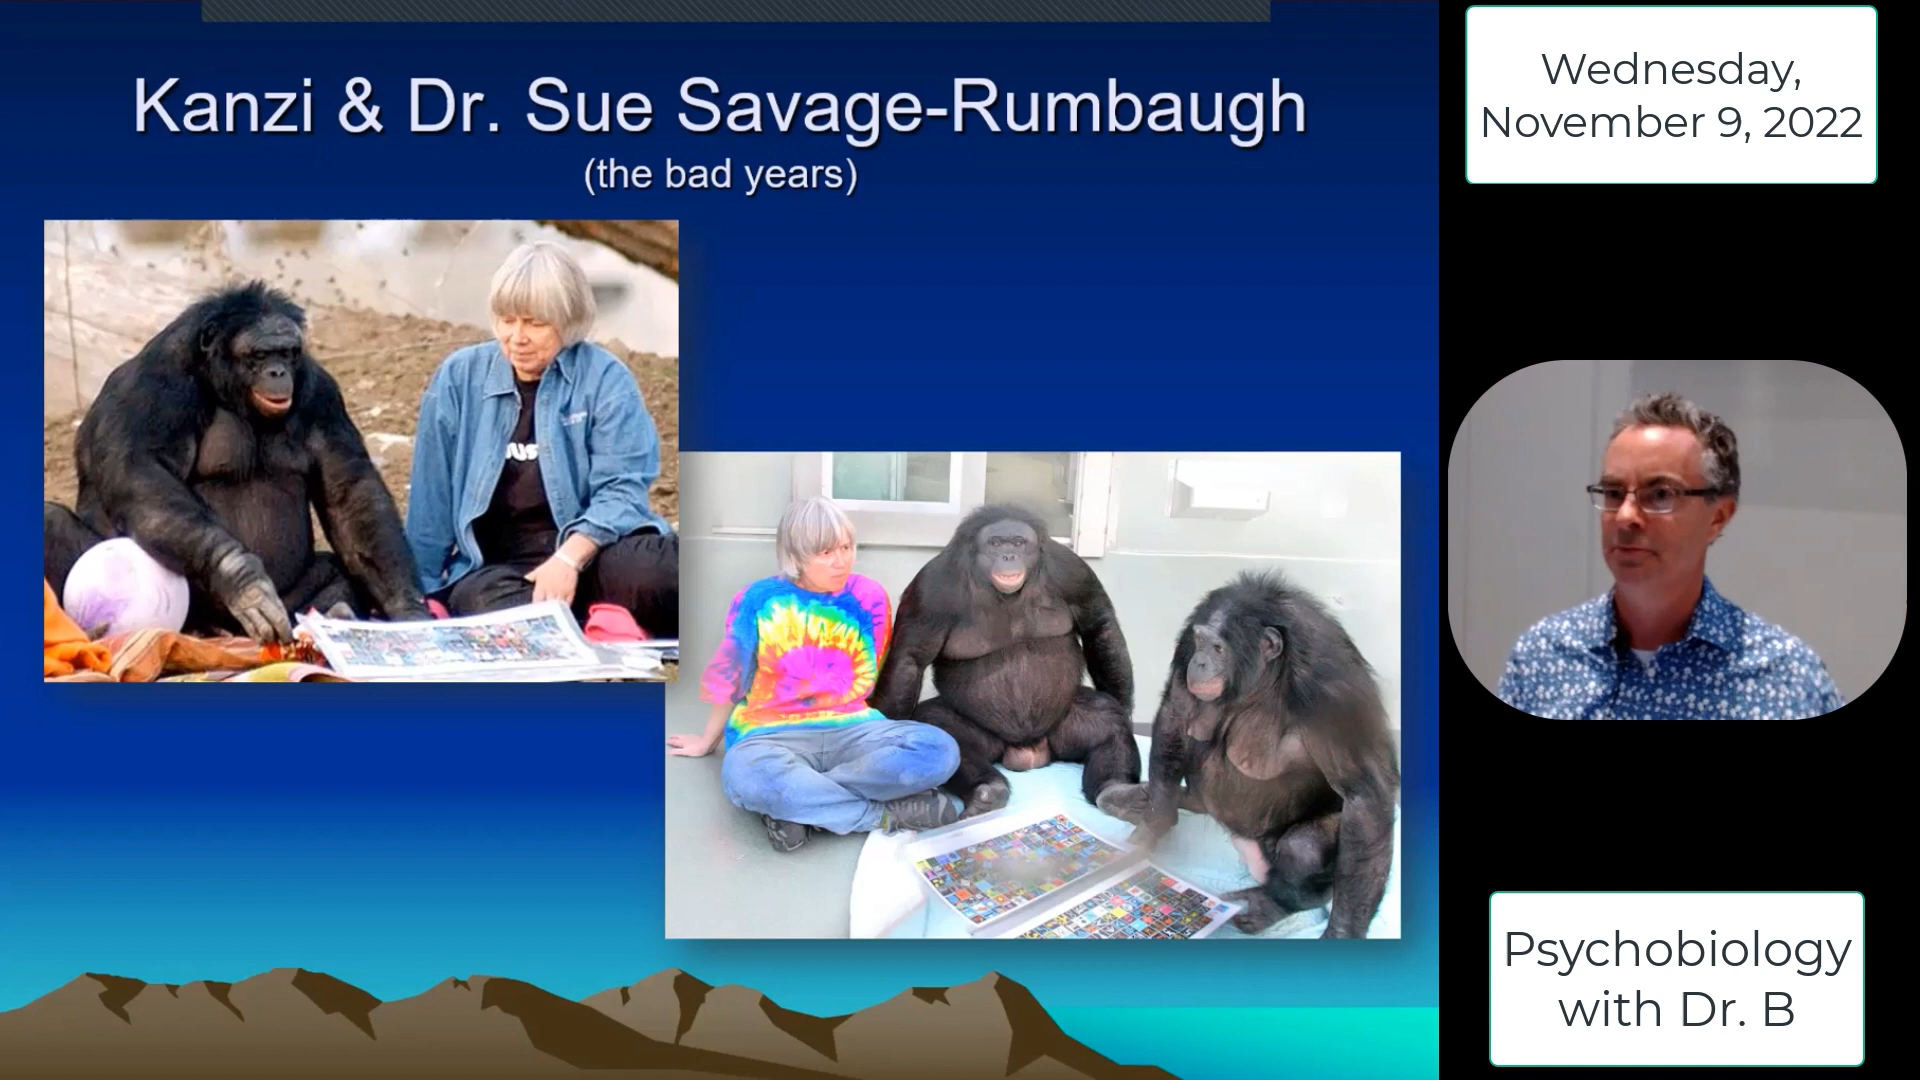 Kanzi & Dr. Sue Savage-Rumbaugh
(the bad years)
Wednesday,
November 9, 2022
Psychobiology
with Dr. B